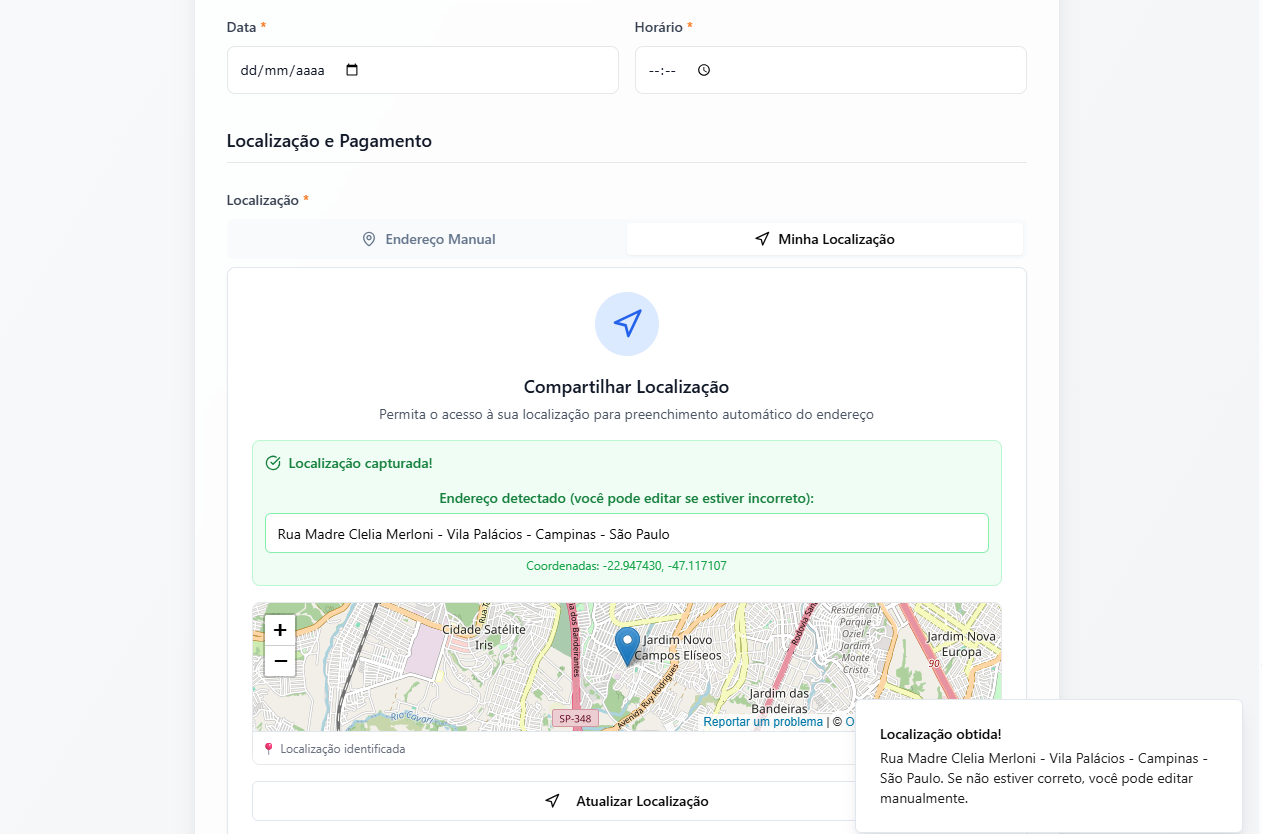 Data *
Horário *
dd/mm/aaaa
--:--
Localização e Pagamento
Localização *
Endereço Manual
Minha Localização
Compartilhar Localização
Permita o acesso à sua localização para preenchimento automático do endereço
Localização capturada!
Endereço detectado (você pode editar se estiver incorreto):
Rua Madre Clelia Merloni - Vila Palácios - Campinas - São Paulo
Coordenadas: -22.947430, -47.117107
+
−
Cidade Satélite
Iris
Jardim Novo
Campos Elíseos
Residencial
Parque
Oziel-
Jardim
Monte
Cristo
Jardim Nova
Europa
90
Jardim das
Bandeiras
Rio Capivari
SP-348
Avenida Ruy Rodrigues
Reportar um problema | © O
Localização identificada
Atualizar Localização
Localização obtida!
Rua Madre Clelia Merloni - Vila Palácios - Campinas -
São Paulo. Se não estiver correto, você pode editar
manualmente.